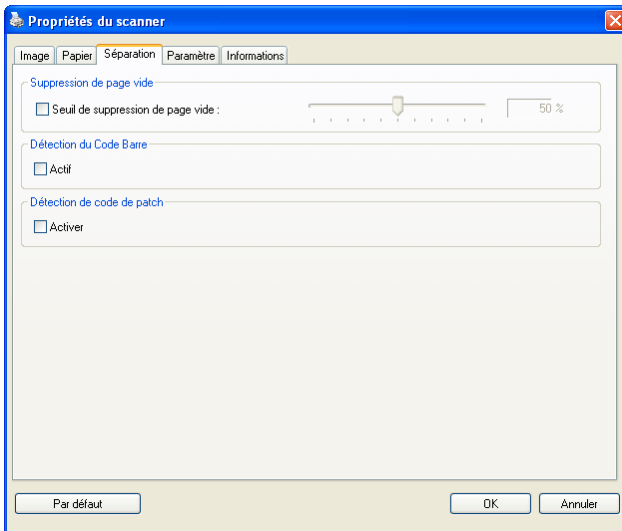 Propriétés du scanner
Image Papier Séparation Paramètre Informations
Suppression de page vide
Seuil de suppression de page vide : 50 %
Détection du Code Barre
Actif
Détection de code de patch
Activer
Par défaut OK Annuler